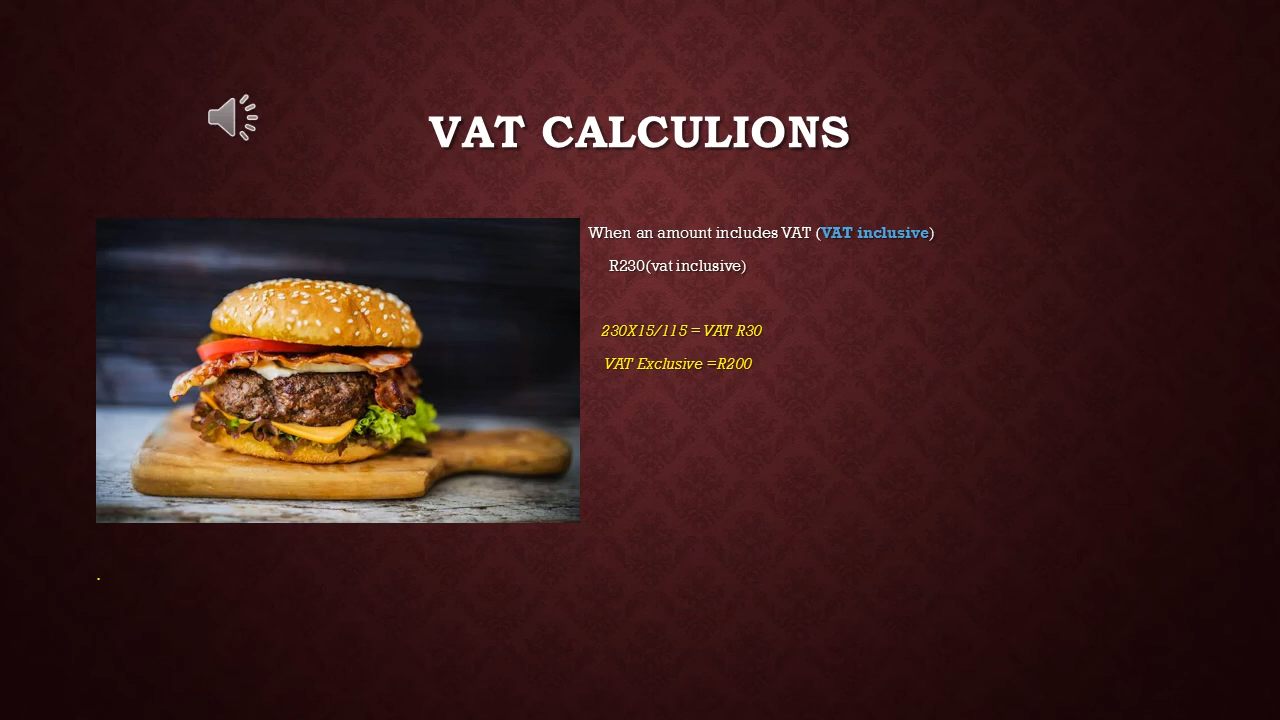 VAT CALCULIONS
When an amount includes VAT (VAT inclusive)
R230(vat inclusive)
230X15/115 = VAT R30
VAT Exclusive =R200
.